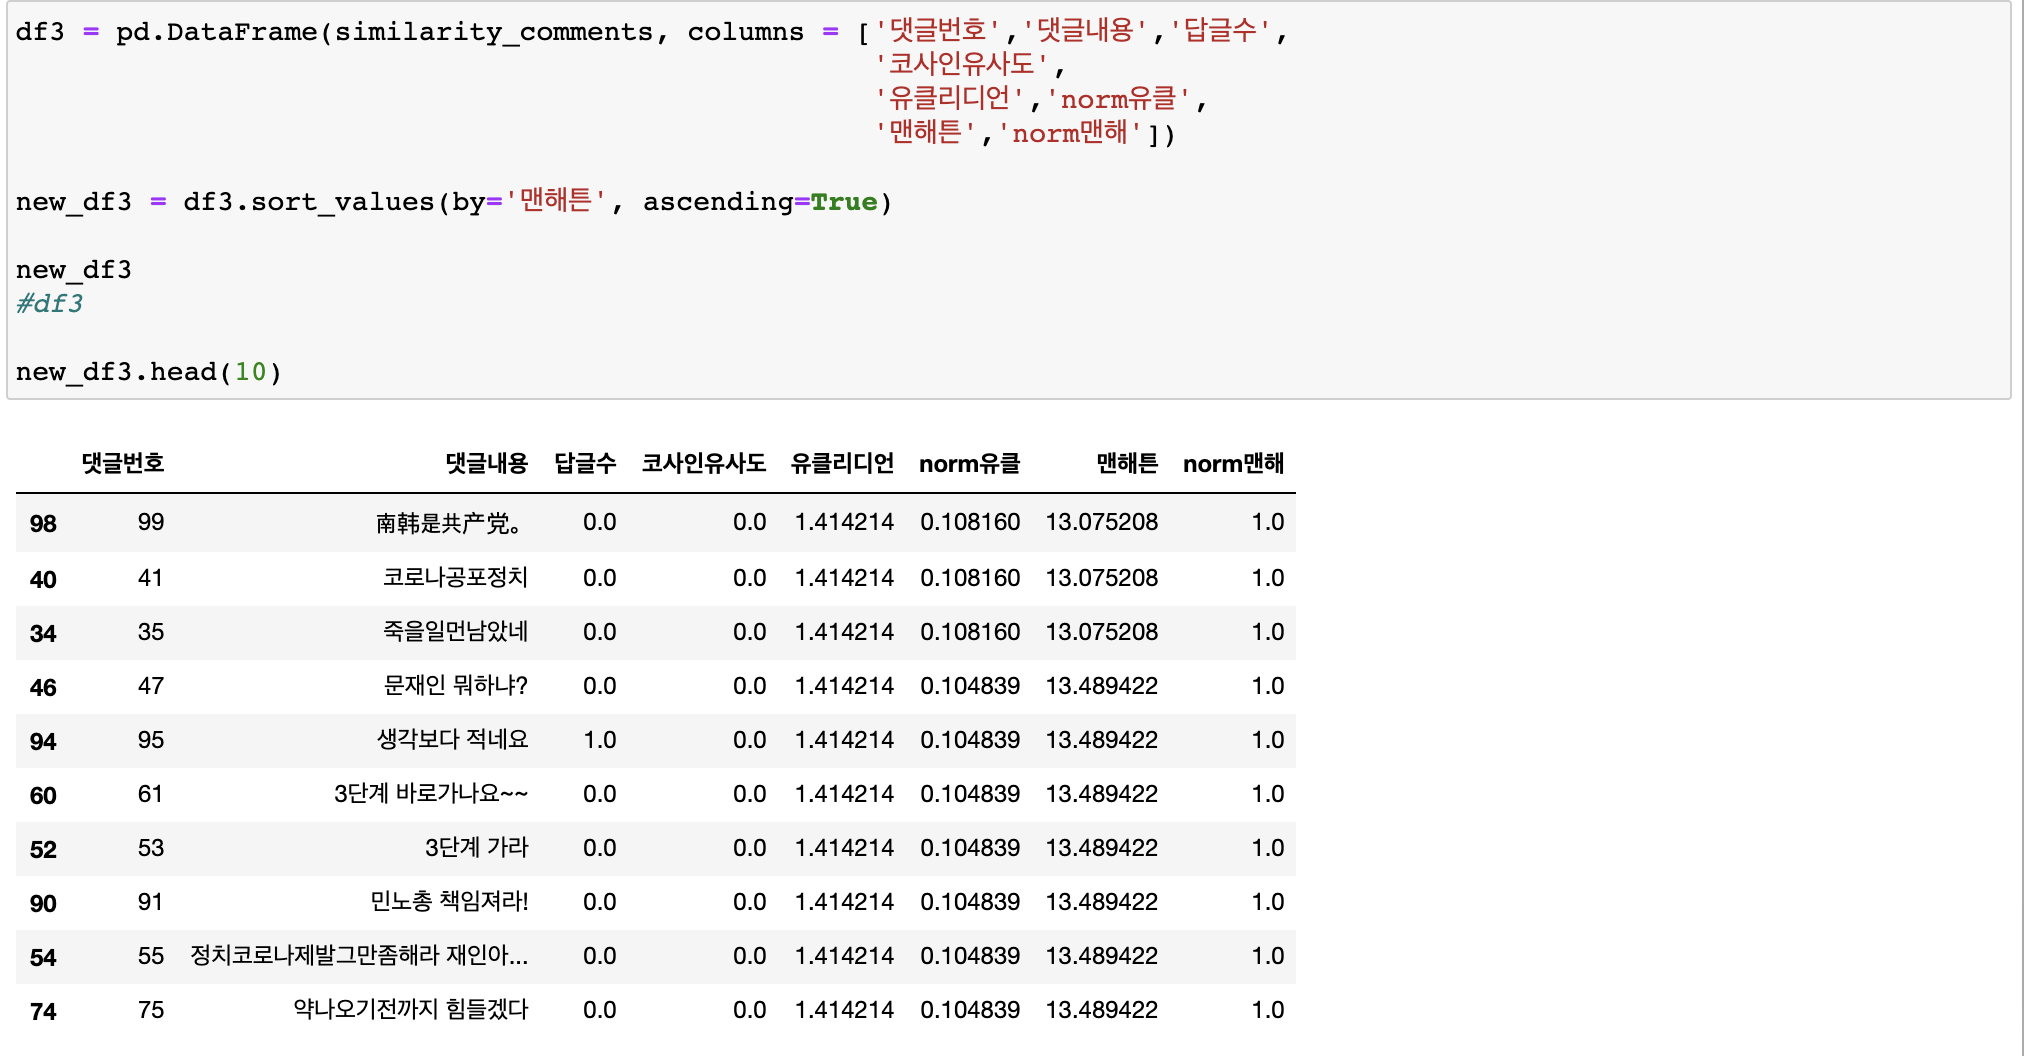 df3 = pd.DataFrame(similarity_comments, columns = ['댓글번호','댓글내용','답글수',
'코사인유사도',
'유클리디언','norm유클',
'맨해튼','norm맨해'])
new_df3 = df3.sort_values(by='맨해튼', ascending=True)
new_df3
#df3
new_df3.head(10)
댓글번호 댓글내용 답글수 코사인유사도 유클리디언 norm유클 맨해튼 norm맨해
98 99 南韩是共产党。 0.0 0.0 1.414214 0.108160 13.075208 1.0
40 41 코로나공포정치 0.0 0.0 1.414214 0.108160 13.075208 1.0
34 35 죽을일먼남았네 0.0 0.0 1.414214 0.108160 13.075208 1.0
46 47 문재인 뭐하냐? 0.0 0.0 1.414214 0.104839 13.489422 1.0
94 95 생각보다 적네요 1.0 0.0 1.414214 0.104839 13.489422 1.0
60 61 3단계 바로가나요~~ 0.0 0.0 1.414214 0.104839 13.489422 1.0
52 53 3단계 가라 0.0 0.0 1.414214 0.104839 13.489422 1.0
90 91 민노총 책임져라! 0.0 0.0 1.414214 0.104839 13.489422 1.0
54 55 정치코로나제발그만좀해라 재인아... 0.0 0.0 1.414214 0.104839 13.489422 1.0
74 75 약나오기전까지 힘들겠다 0.0 0.0 1.414214 0.104839 13.489422 1.0